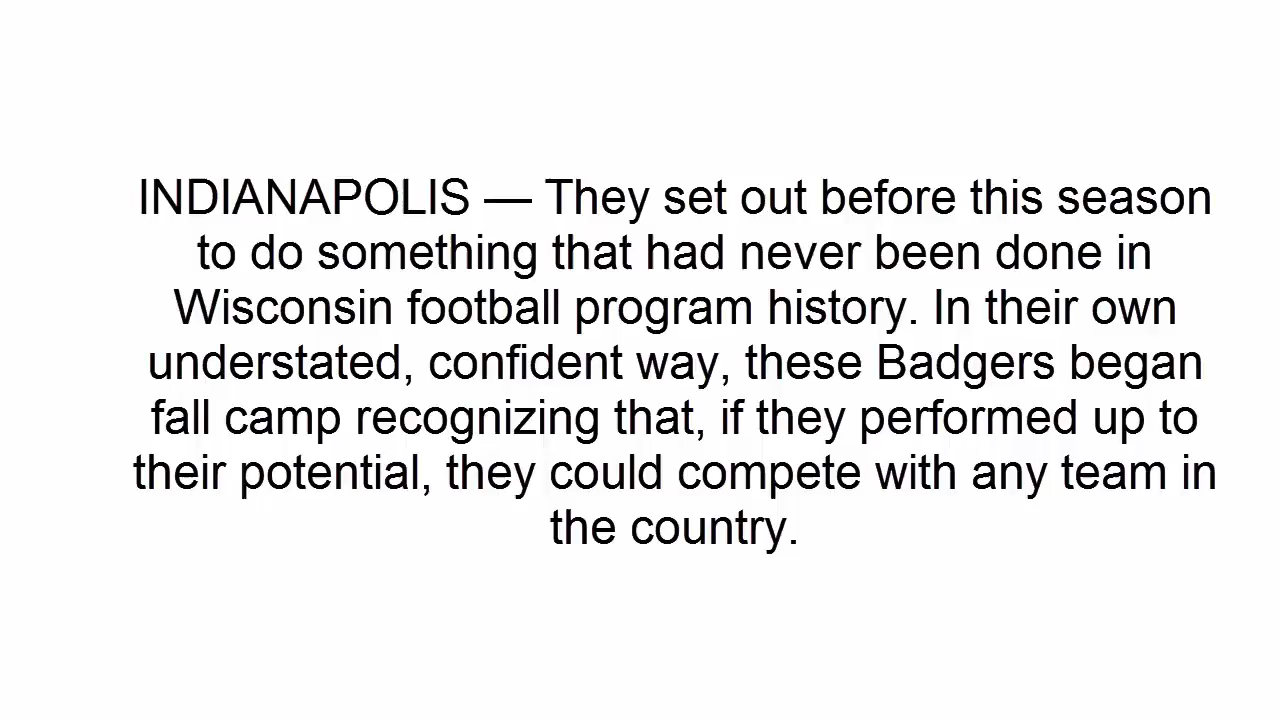 INDIANAPOLIS — They set out before this season
to do something that had never been done in
Wisconsin football program history. In their own
understated, confident way, these Badgers began
fall camp recognizing that, if they performed up to
their potential, they could compete with any team in
the country.